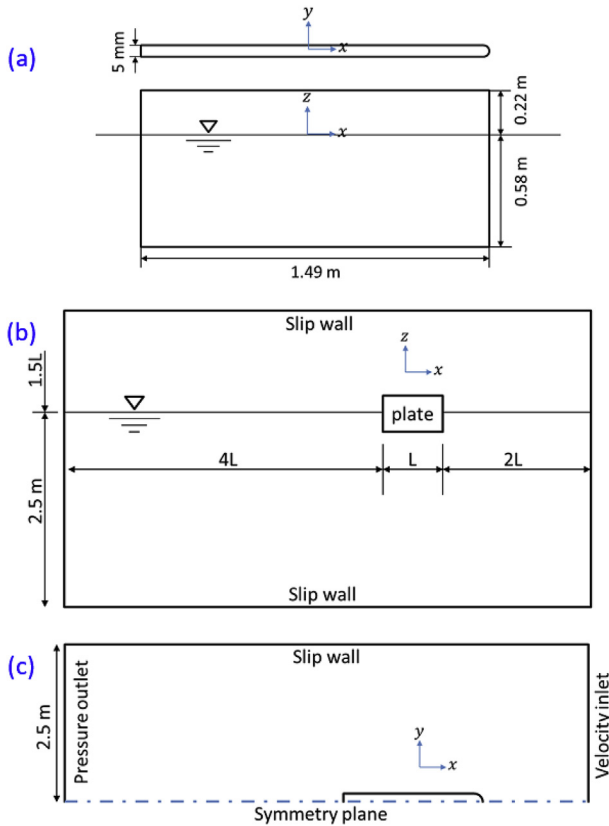 (a)
y
x
5 mm
z
x
0.22 m
0.58 m
1.49 m
(b)
Slip wall
z
x
1.5L
plate
4L
L
2L
2.5 m
Slip wall
(c)
Slip wall
2.5 m
Pressure outlet
y
x
Velocity inlet
Symmetry plane